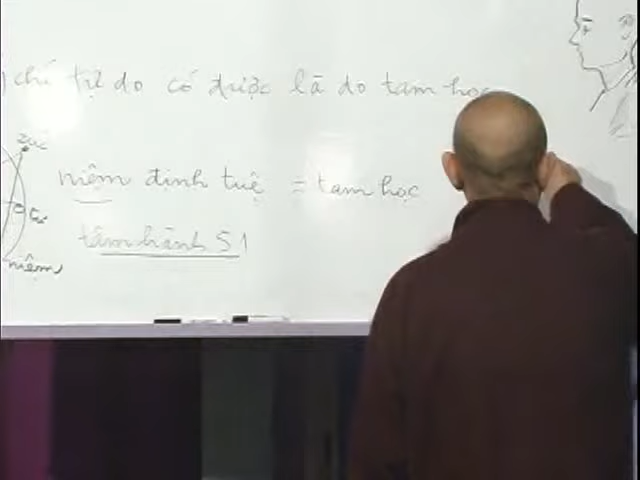 chí tự do có được là do tam học
niệm định tuệ = tam học
tâm hành 51
niệm